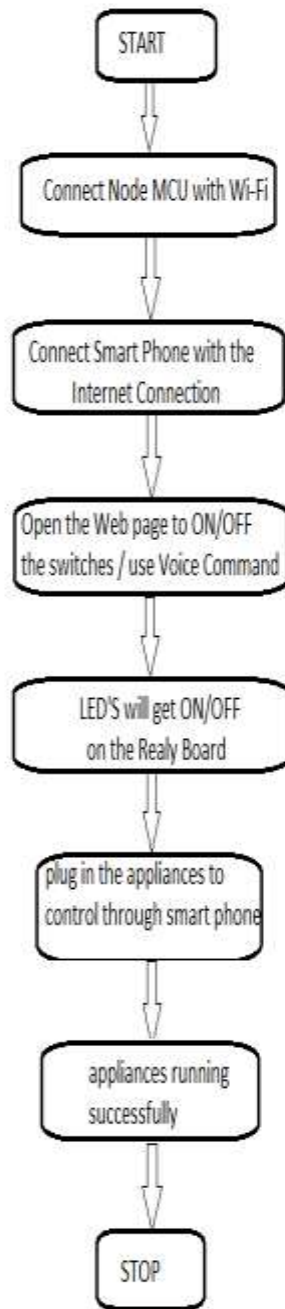 START
Connect Node MCU with Wi-Fi
Connect Smart Phone with the
Internet Connection
Open the Web page to ON/OFF
the switches / use Voice Command
LED'S will get ON/OFF
on the Realy Board
plug in the appliances to
control through smart phone
appliances running
successfully
STOP